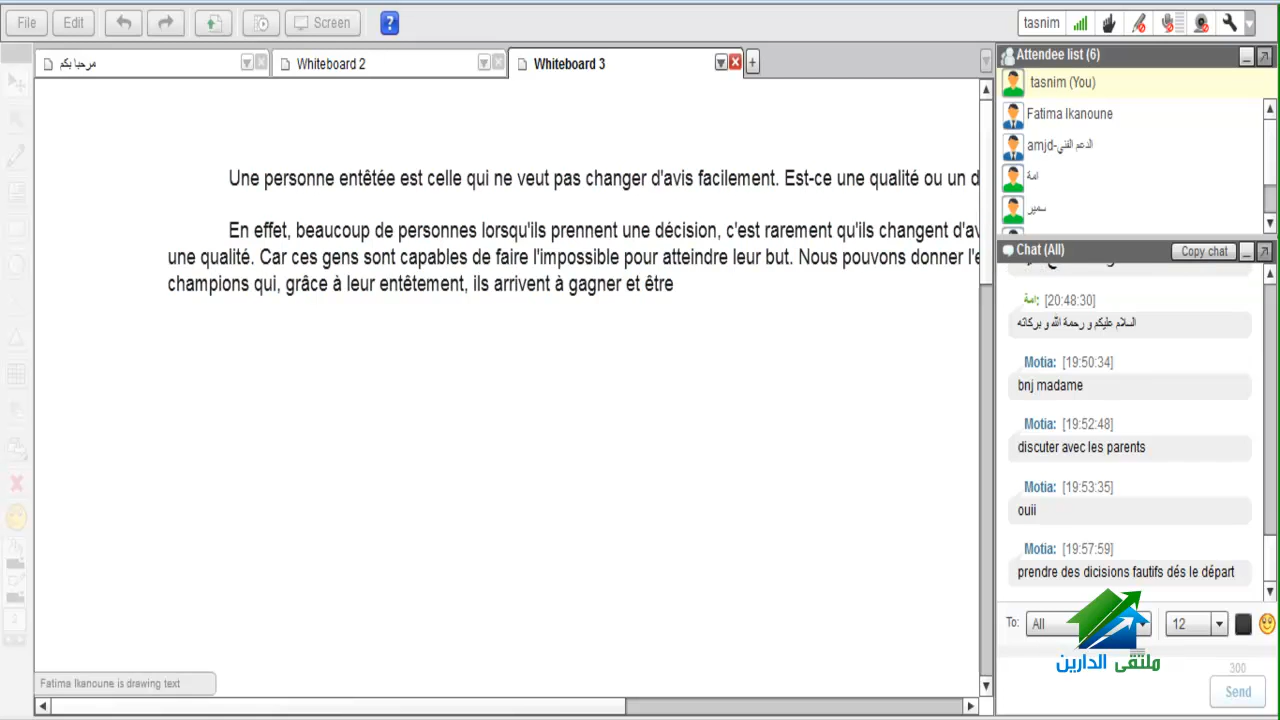 File Edit Screen ? tasnim
مرحبا بكم Whiteboard 2 Whiteboard 3 +
Une personne entêtée est celle qui ne veut pas changer d'avis facilement. Est-ce une qualité ou un d
En effet, beaucoup de personnes lorsqu'ils prennent une décision, c'est rarement qu'ils changent d'av
une qualité. Car ces gens sont capables de faire l'impossible pour atteindre leur but. Nous pouvons donner l'e
champions qui, grâce à leur entêtement, ils arrivent à gagner et être
Fatima Ikanoune is drawing text
Attendee list (6)
tasnim (You)
Fatima Ikanoune
amjd-الدعم الفني
امة
سمير
Chat (All) Copy chat
امة: [20:48:30]
السلام عليكم و رحمة الله و بركاته
Motia: [19:50:34]
bnj madame
Motia: [19:52:48]
discuter avec les parents
Motia: [19:53:35]
ouii
Motia: [19:57:59]
prendre des dicisions fautifs dés le départ
To: All 12
ملتقى الدارين
300
Send